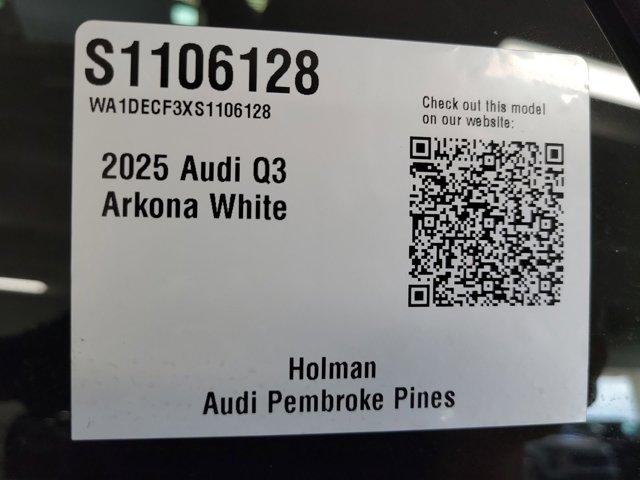 S1106128
WA1DECF3XS1106128
Check out this model
on our website:
2025 Audi Q3
Arkona White
Holman
Audi Pembroke Pines